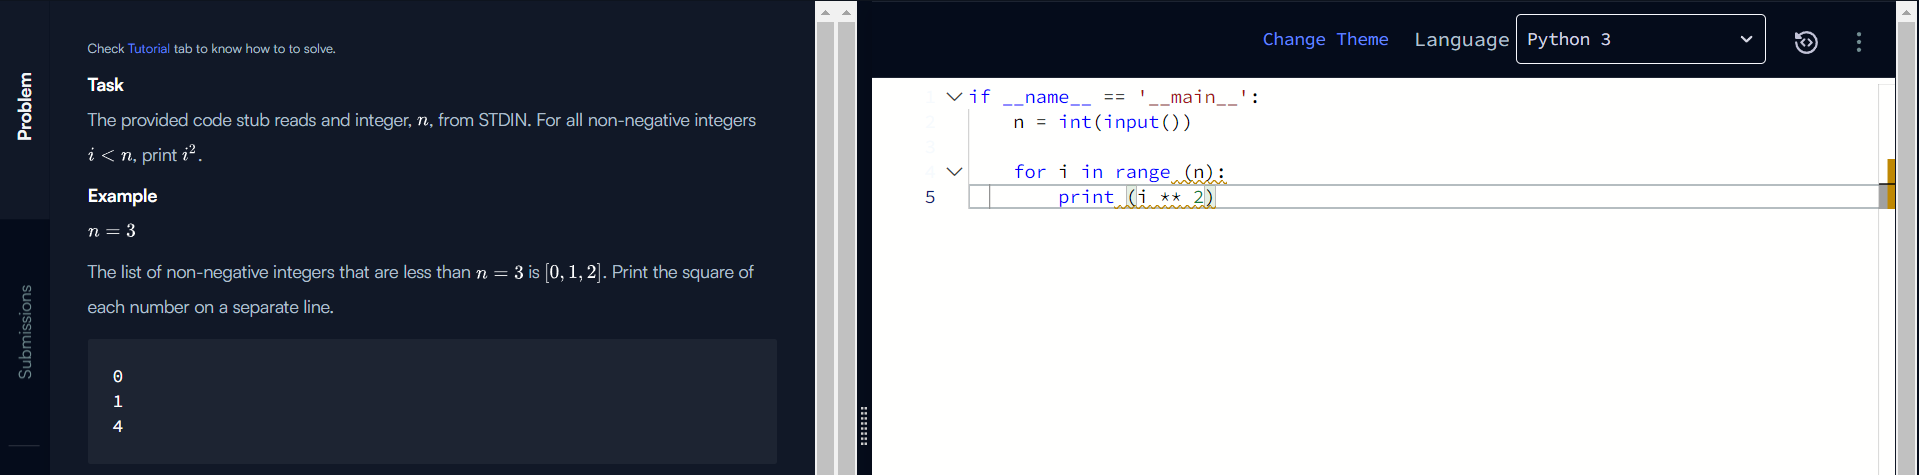 Problem
Submissions
Check Tutorial tab to know how to to solve.
Task
The provided code stub reads and integer, n, from STDIN. For all non-negative integers
i < n, print i².
Example
n = 3
The list of non-negative integers that are less than n = 3 is [0, 1, 2]. Print the square of
each number on a separate line.
0
1
4
Change Theme Language Python 3
1 if __name__ == '__main__':
2 n = int(input())
3
4 for i in range (n):
5 print (i ** 2)